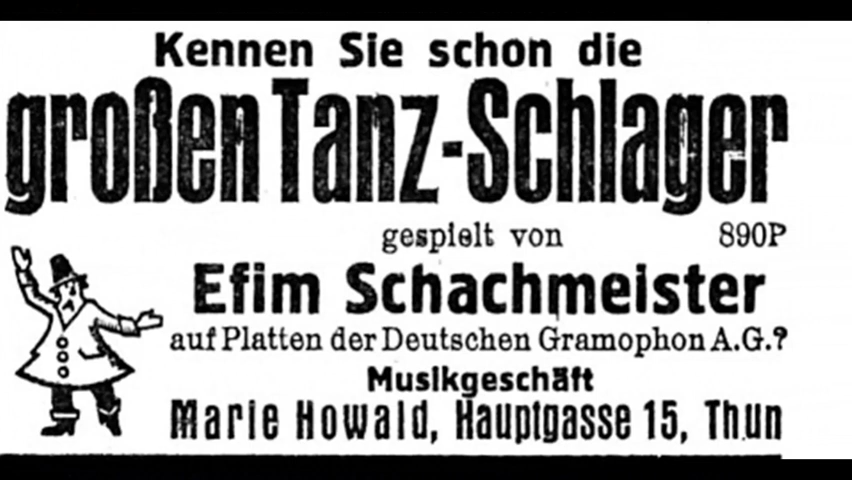 Kennen Sie schon die
großen Tanz-Schlager
gespielt von 890P
Efim Schachmeister
auf Platten der Deutschen Gramophon A.G.?
Musikgeschäft
Marie Howald, Hauptgasse 15, Thun